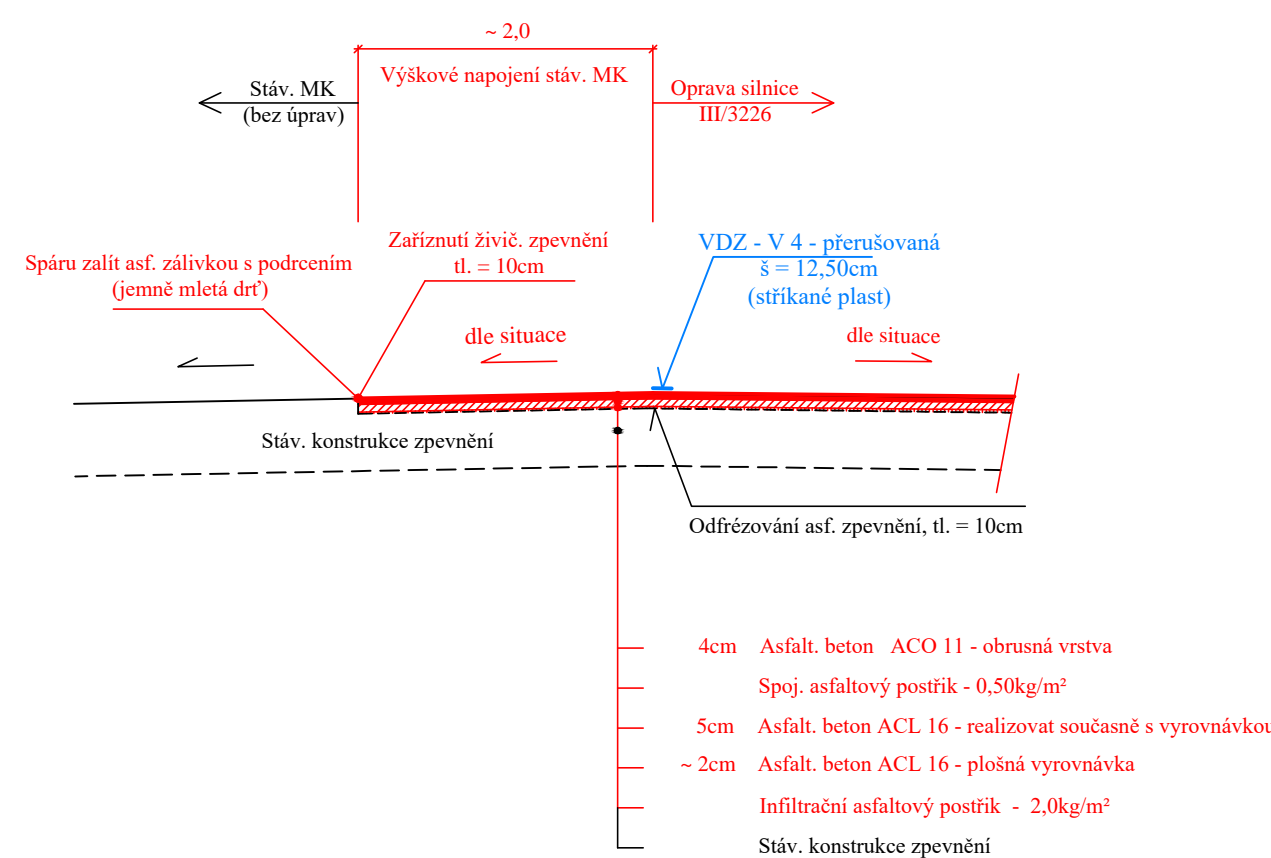 ~ 2,0
Výškové napojení stáv. MK
Stáv. MK
(bez úprav)
Oprava silnice
III/3226
Spáru zalít asf. zálivkou s podrcením
(jemně mletá drť)
Zaříznutí živič. zpevnění
tl. = 10cm
VDZ - V 4 - přerušovaná
š = 12,50cm
(stříkané plast)
dle situace
dle situace
Stáv. konstrukce zpevnění
Odfrézování asf. zpevnění, tl. = 10cm
4cm Asfalt. beton ACO 11 - obrusná vrstva
Spoj. asfaltový postřik - 0,50kg/m²
5cm Asfalt. beton ACL 16 - realizovat současně s vyrovnávkou
~ 2cm Asfalt. beton ACL 16 - plošná vyrovnávka
Infiltrační asfaltový postřik - 2,0kg/m²
Stáv. konstrukce zpevnění